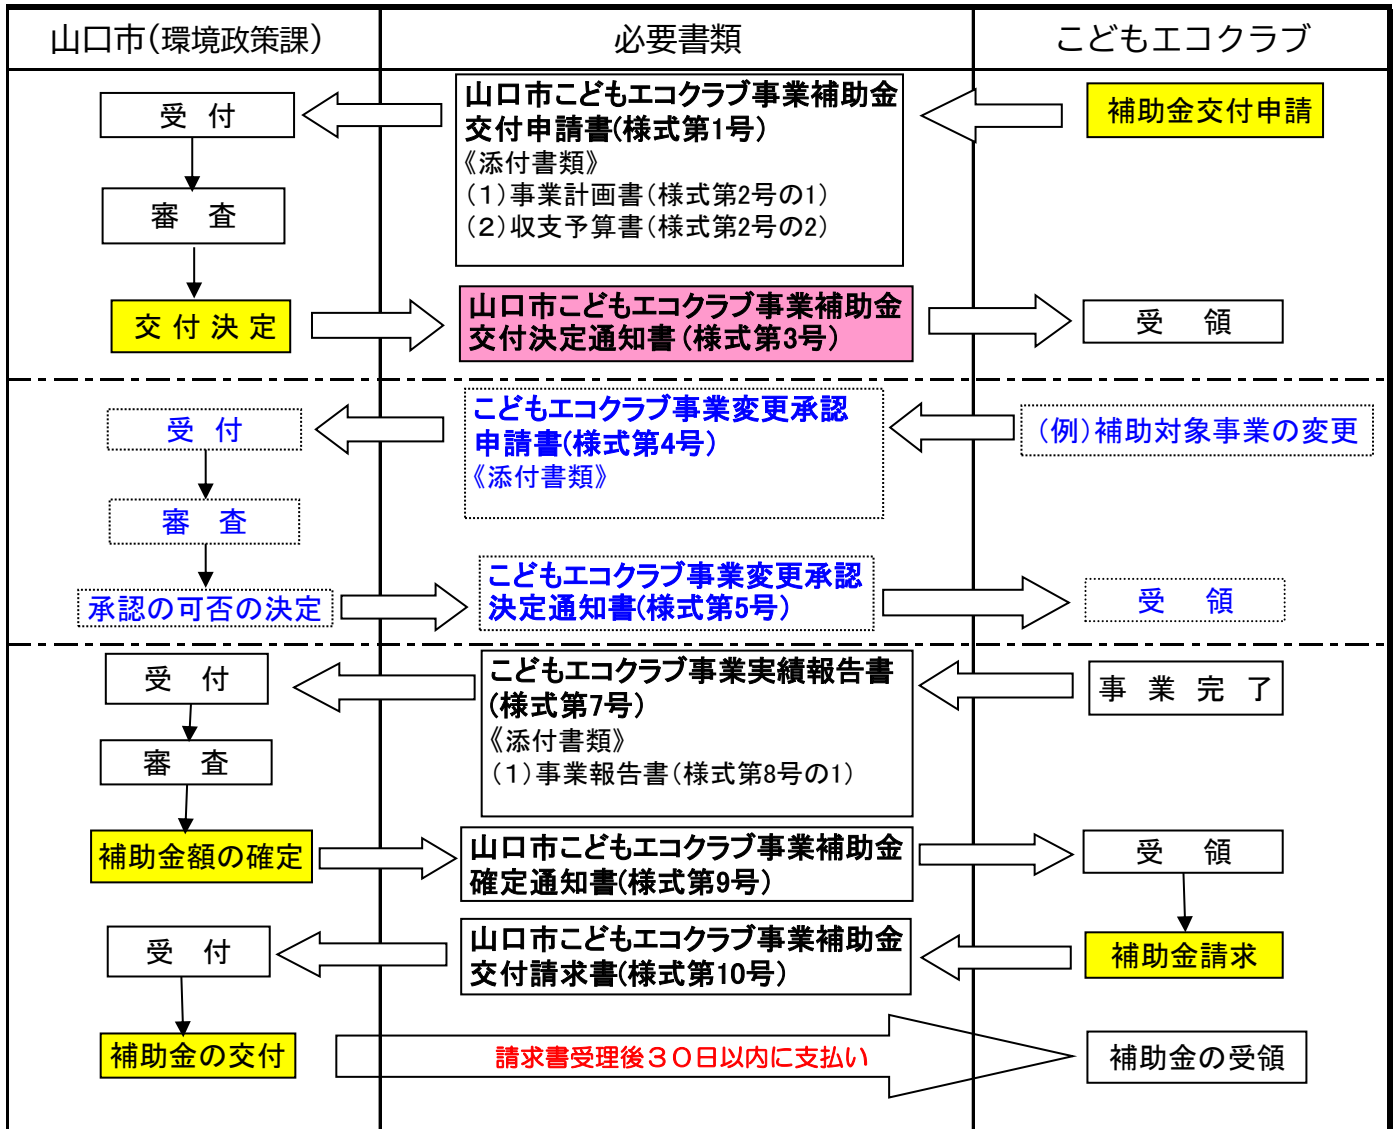 山口市(環境政策課)
必要書類
こどもエコクラブ
受 付
山口市こどもエコクラブ事業補助金
交付申請書(様式第1号)
《添付書類》
(1)事業計画書(様式第2号の1)
(2)収支予算書(様式第2号の2)
補助金交付申請
審 査
交 付 決 定
山口市こどもエコクラブ事業補助金
交付決定通知書(様式第3号)
受 領
受 付
こどもエコクラブ事業変更承認
申請書(様式第4号)
《添付書類》
(例)補助対象事業の変更
審 査
承認の可否の決定
こどもエコクラブ事業変更承認
決定通知書(様式第5号)
受 領
受 付
こどもエコクラブ事業実績報告書
(様式第7号)
《添付書類》
(1)事業報告書(様式第8号の1)
事 業 完 了
審 査
補助金額の確定
山口市こどもエコクラブ事業補助金
確定通知書(様式第9号)
受 領
受 付
山口市こどもエコクラブ事業補助金
交付請求書(様式第10号)
補助金請求
補助金の交付
請求書受理後30日以内に支払い
補助金の受領